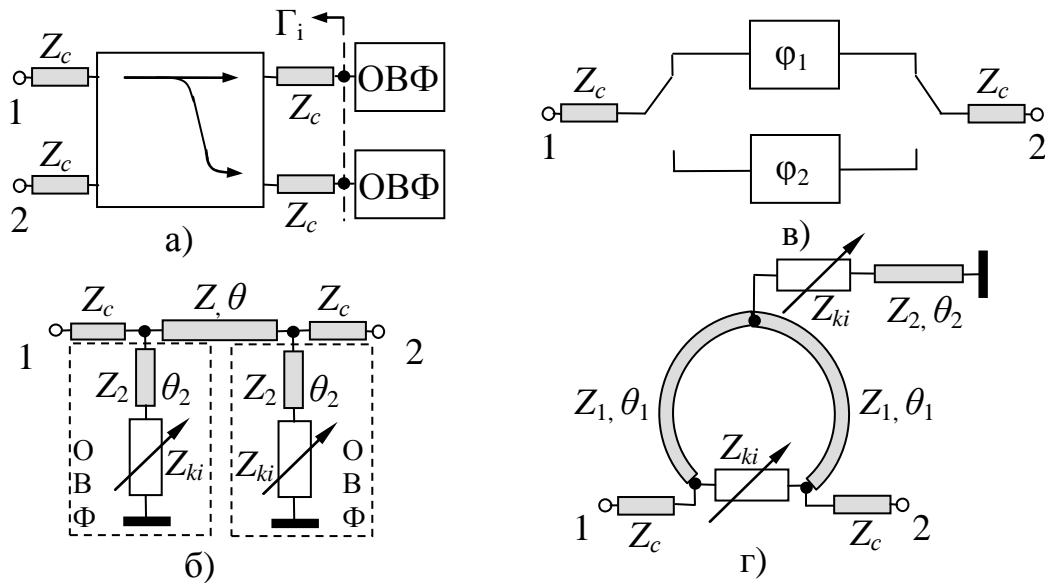 Γi
Zc
Zc
ОВФ
1
Zc
Zc
ОВФ
2
а)
φ1
Zc
Zc
1
2
φ2
в)
Zc
Z, θ
Zc
1
2
Z2
θ2
Z2
θ2
Zki
Zki
О
В
Ф
О
В
Ф
б)
Zki
Z2, θ2
Z1, θ1
Z1, θ1
Zki
1
Zc
Zc
2
г)